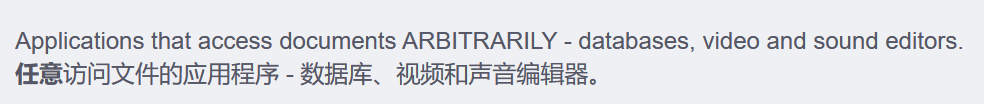 Applications that access documents ARBITRARILY - databases, video and sound editors.
任意访问文件的应用程序 - 数据库、视频和声音编辑器。